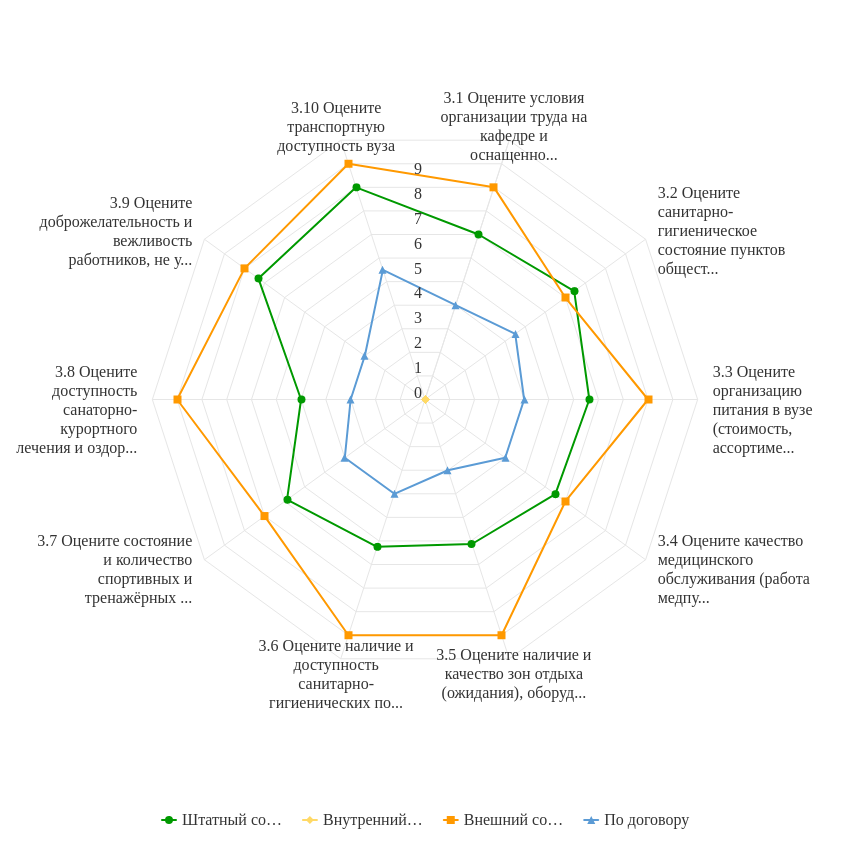 3.10 Оцените
транспортную
доступность вуза
3.1 Оцените условия
организации труда на
кафедре и
оснащенно...
3.2 Оцените
санитарно-
гигиеническое
состояние пунктов
общест...
3.3 Оцените
организацию
питания в вузе
(стоимость,
ассортиме...
3.4 Оцените качество
медицинского
обслуживания (работа
медпу...
3.5 Оцените наличие и
качество зон отдыха
(ожидания), оборуд...
3.6 Оцените наличие и
доступность
санитарно-
гигиенических по...
3.7 Оцените состояние
и количество
спортивных и
тренажёрных ...
3.8 Оцените
доступность
санаторно-
курортного
лечения и оздор...
3.9 Оцените
доброжелательность и
вежливость
работников, не у...
9
8
7
6
5
4
3
2
1
0
Штатный со… Внутренний… Внешний со… По договору